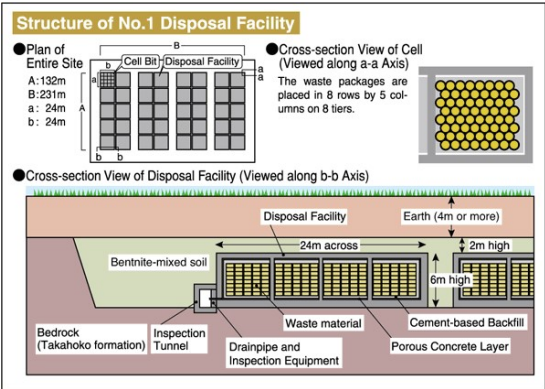 Structure of No.1 Disposal Facility
●Plan of
Entire Site
A:132m
B:231m
a: 24m
b: 24m
B
b
Cell Bit
Disposal Facility
a
a
a
A
b
b
●Cross-section View of Cell
(Viewed along a-a Axis)
The waste packages are
placed in 8 rows by 5 col-
umns on 8 tiers.
●Cross-section View of Disposal Facility (Viewed along b-b Axis)
Disposal Facility
Earth (4m or more)
24m across
2m high
Bentnite-mixed soil
6m high
Waste material
Cement-based Backfill
Bedrock
(Takahoko formation)
Inspection
Tunnel
Drainpipe and
Inspection Equipment
Porous Concrete Layer